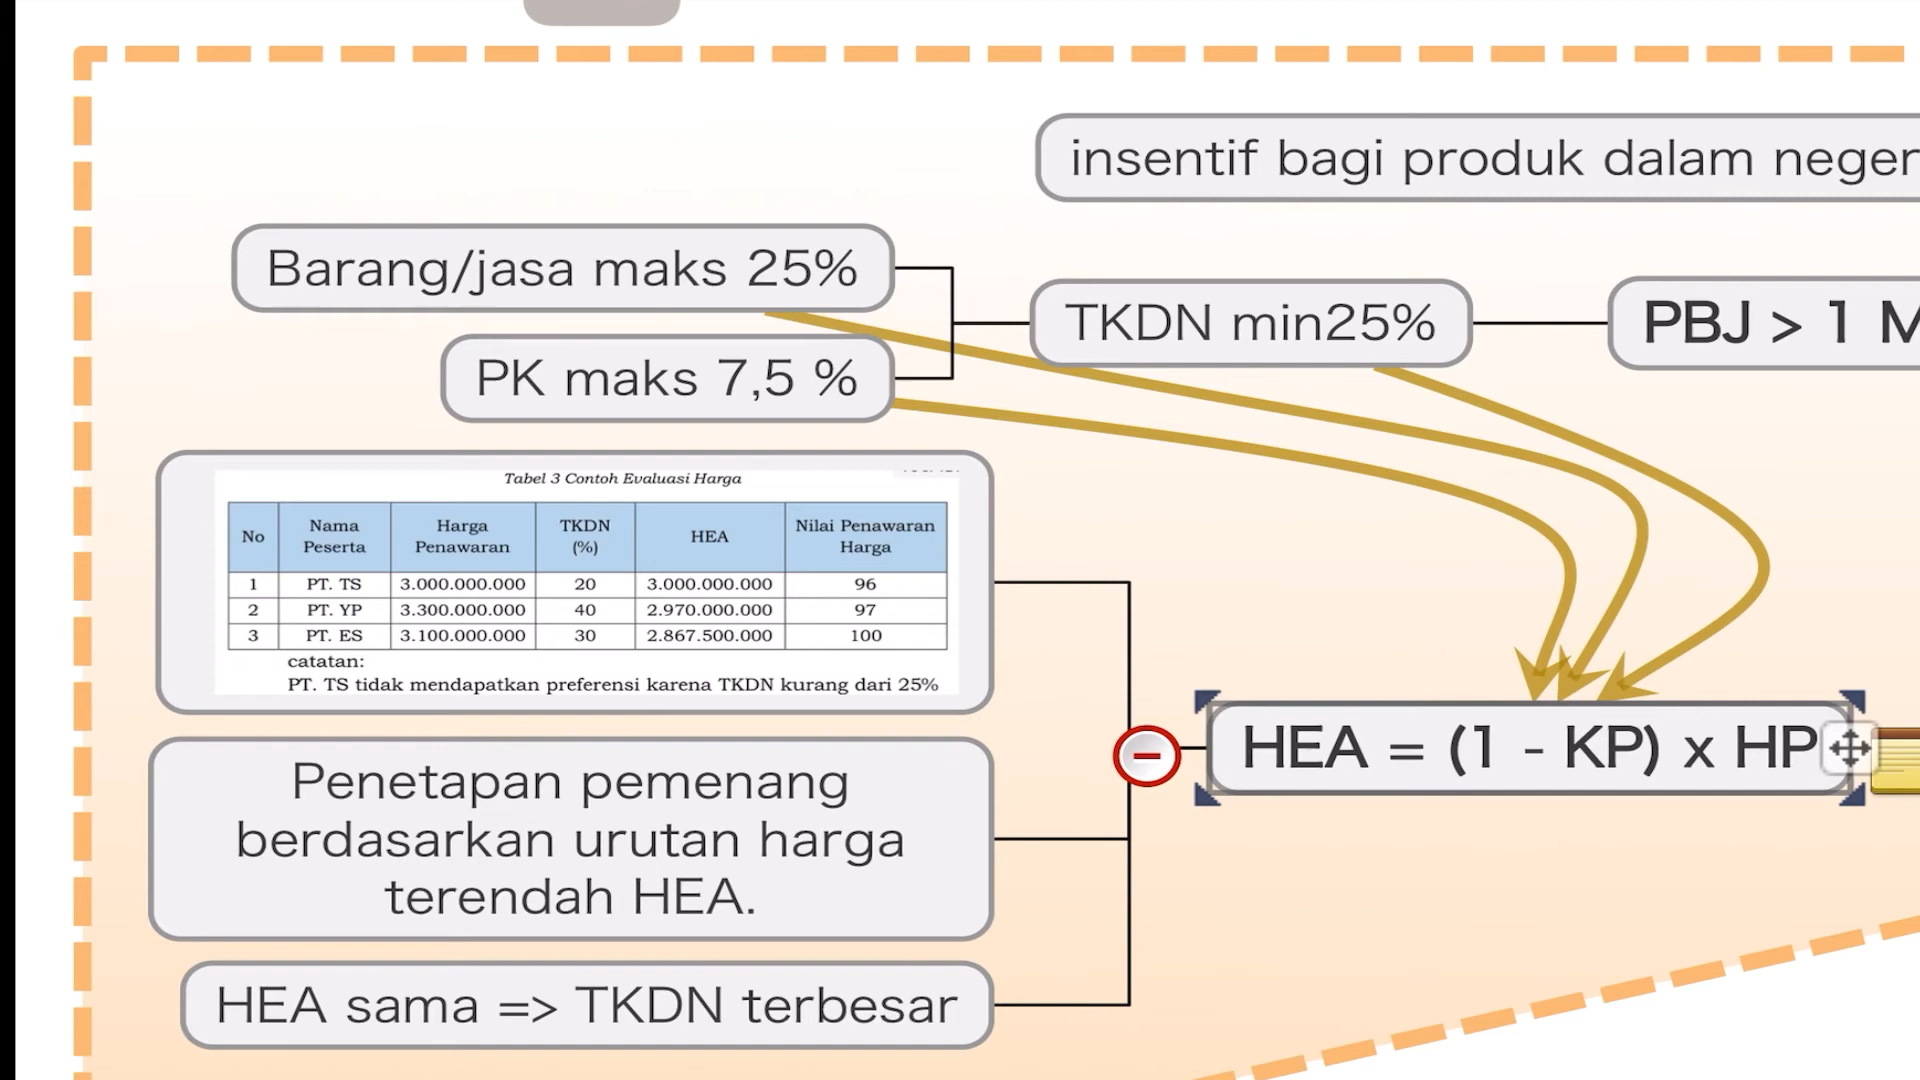 insentif bagi produk dalam neger
Barang/jasa maks 25%
TKDN min25%
PBJ > 1 M
PK maks 7,5 %
Tabel 3 Contoh Evaluasi Harga
No Nama Peserta Harga Penawaran TKDN (%) HEA Nilai Penawaran Harga
1 PT. TS 3.000.000.000 20 3.000.000.000 96
2 PT. YP 3.300.000.000 40 2.970.000.000 97
3 PT. ES 3.100.000.000 30 2.867.500.000 100
catatan:
PT. TS tidak mendapatkan preferensi karena TKDN kurang dari 25%
HEA = (1 - KP) x HP
Penetapan pemenang
berdasarkan urutan harga
terendah HEA.
HEA sama => TKDN terbesar